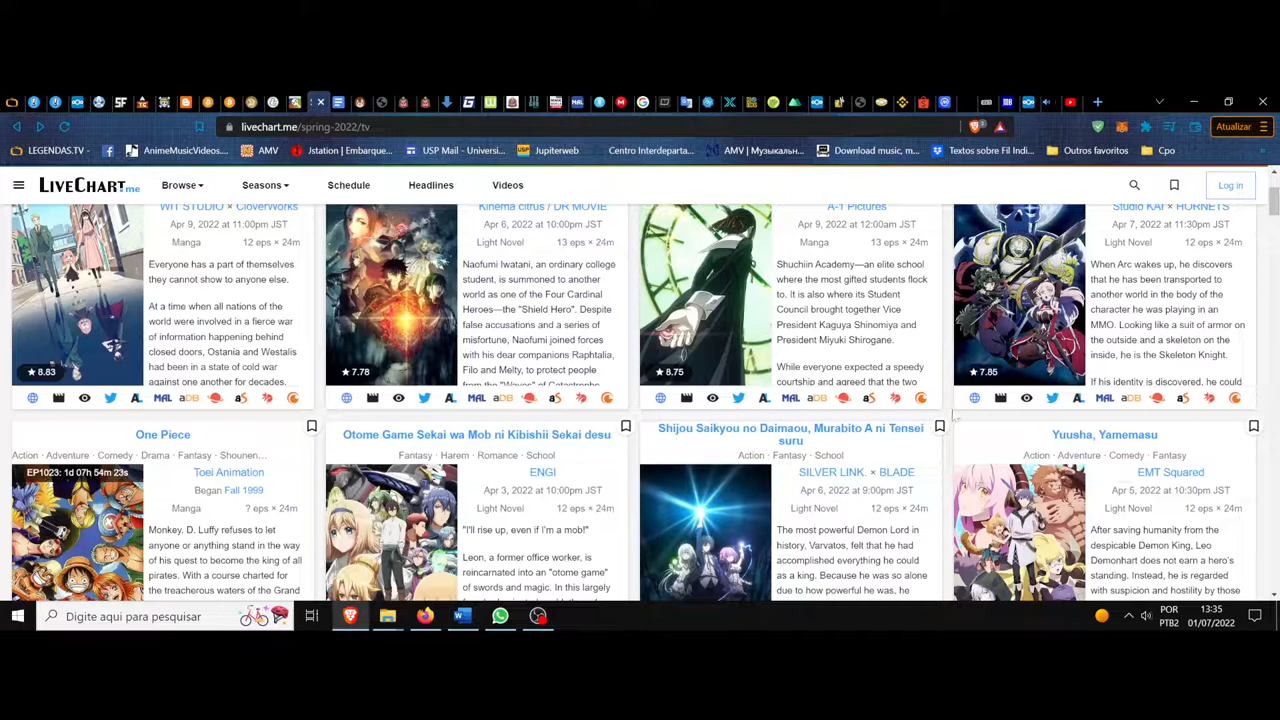 livechart.me/spring-2022/tv
Atualizar
LEGENDAS.TV
AnimeMusicVideos...
AMV
Jstation | Embarque...
USP Mail - Universi...
Jupiterweb
Centro Interdeparta...
AMV | Музыкальн...
Download music, m...
Textos sobre Fil Indi...
Outros favoritos
Cpo
LIVECHART.me
Browse
Seasons
Schedule
Headlines
Videos
Log in
WIT STUDIO × CloverWorks
Apr 9, 2022 at 11:00pm JST
Manga
12 eps × 24m
Everyone has a part of themselves
they cannot show to anyone else.
At a time when all nations of the
world were involved in a fierce war
of information happening behind
closed doors, Ostania and Westalis
had been in a state of cold war
against one another for decades.
8.83
Kinema citrus / DR MOVIE
Apr 6, 2022 at 10:00pm JST
Light Novel
13 eps × 24m
Naofumi Iwatani, an ordinary college
student, is summoned to another
world as one of the Four Cardinal
Heroes—the "Shield Hero". Despite
false accusations and a series of
misfortune, Naofumi joined forces
with his dear companions Raphtalia,
Filo and Melty, to protect people
from the "Waves" of Catastrophe
7.78
A-1 Pictures
Apr 9, 2022 at 12:00am JST
Manga
13 eps × 24m
Shuchiin Academy—an elite school
where the most gifted students flock
to. It is also where its Student
Council brought together Vice
President Kaguya Shinomiya and
President Miyuki Shirogane.
While everyone expected a speedy
courtship and agreed that the two
8.75
Studio KAI × HORNETS
Apr 7, 2022 at 11:30pm JST
Light Novel
12 eps × 24m
When Arc wakes up, he discovers
that he has been transported to
another world in the body of the
character he was playing in an
MMO. Looking like a suit of armor on
the outside and a skeleton on the
inside, he is the Skeleton Knight.
If his identity is discovered, he could
7.85
One Piece
Action · Adventure · Comedy · Drama · Fantasy · Shounen...
EP1023: 1d 07h 54m 23s
Toei Animation
Began Fall 1999
Manga
? eps × 24m
Monkey. D. Luffy refuses to let
anyone or anything stand in the way
of his quest to become the king of all
pirates. With a course charted for
the treacherous waters of the Grand
Otome Game Sekai wa Mob ni Kibishii Sekai desu
Fantasy · Harem · Romance · School
ENGI
Apr 3, 2022 at 10:00pm JST
Light Novel
12 eps × 24m
"I'll rise up, even if I'm a mob!"
Leon, a former office worker, is
reincarnated into an "otome game"
of swords and magic. In this largely
Shijou Saikyou no Daimaou, Murabito A ni Tensei
suru
Action · Fantasy · School
SILVER LINK. × BLADE
Apr 6, 2022 at 9:00pm JST
Light Novel
12 eps × 24m
The most powerful Demon Lord in
history, Varvatos, felt that he had
accomplished everything he could
as a king. Because he was so alone
due to how powerful he was, he
Yuusha, Yamemasu
Action · Adventure · Comedy · Fantasy
EMT Squared
Apr 5, 2022 at 10:30pm JST
Light Novel
12 eps × 24m
After saving humanity from the
despicable Demon King, Leo
Demonhart does not earn a hero's
standing. Instead, he is regarded
with suspicion and hostility by those
Digite aqui para pesquisar
POR
PTB2
13:35
01/07/2022